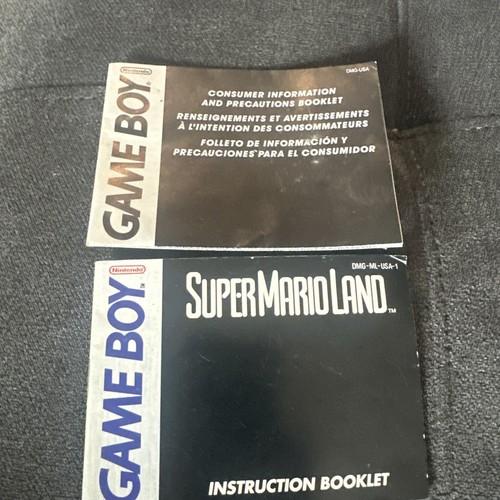 Nintendo
GAME BOY
DMG-USA
CONSUMER INFORMATION
AND PRECAUTIONS BOOKLET
RENSEIGNEMENTS ET AVERTISSEMENTS
À L'INTENTION DES CONSOMMATEURS
FOLLETO DE INFORMACIÓN Y
PRECAUCIONES PARA EL CONSUMIDOR
Nintendo
GAME BOY
TM
DMG-ML-USA-1
SUPER MARIO LAND
TM
INSTRUCTION BOOKLET